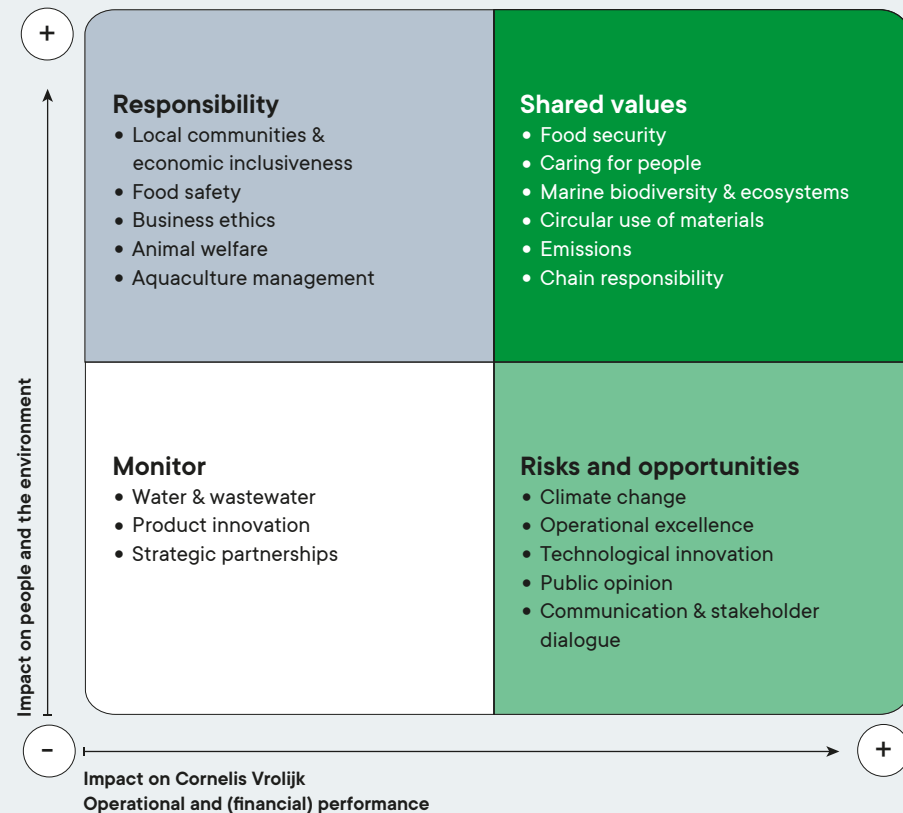 +
Responsibility
• Local communities &
economic inclusiveness
• Food safety
• Business ethics
• Animal welfare
• Aquaculture management
Shared values
• Food security
• Caring for people
• Marine biodiversity & ecosystems
• Circular use of materials
• Emissions
• Chain responsibility
Impact on people and the environment
Monitor
• Water & wastewater
• Product innovation
• Strategic partnerships
Risks and opportunities
• Climate change
• Operational excellence
• Technological innovation
• Public opinion
• Communication & stakeholder
dialogue
-
+
Impact on Cornelis Vrolijk
Operational and (financial) performance